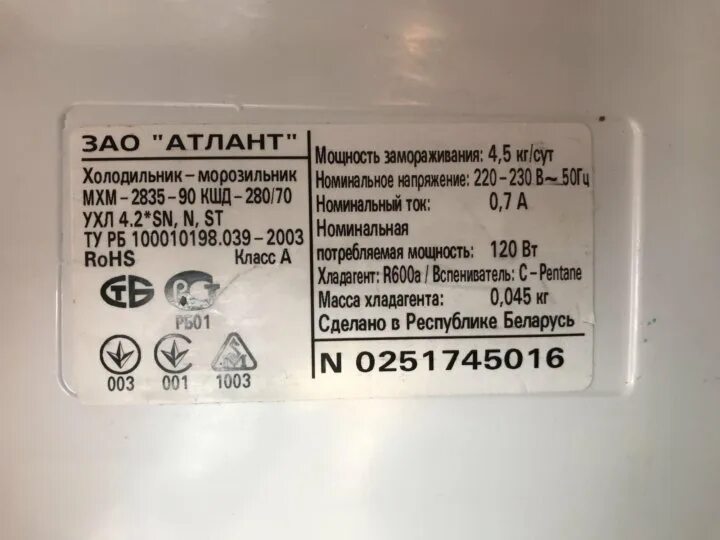 ЗАО "АТЛАНТ"
Холодильник - морозильник
МХМ - 2835 - 90 КШД - 280/70
УХЛ 4.2*SN, N, ST
ТУ РБ 100010198.039 - 2003
RoHS Класс А
СТБ РСТ
РБ01
003 001 1003
Мощность замораживания: 4,5 кг/сут
Номинальное напряжение: 220 - 230 В ~ 50Гц
Номинальный ток: 0,7 А
Номинальная
потребляемая мощность: 120 Вт
Хладагент: R600a / Вспениватель: C - Pentane
Масса хладагента: 0,045 кг
Сделано в Республике Беларусь
N 0251745016